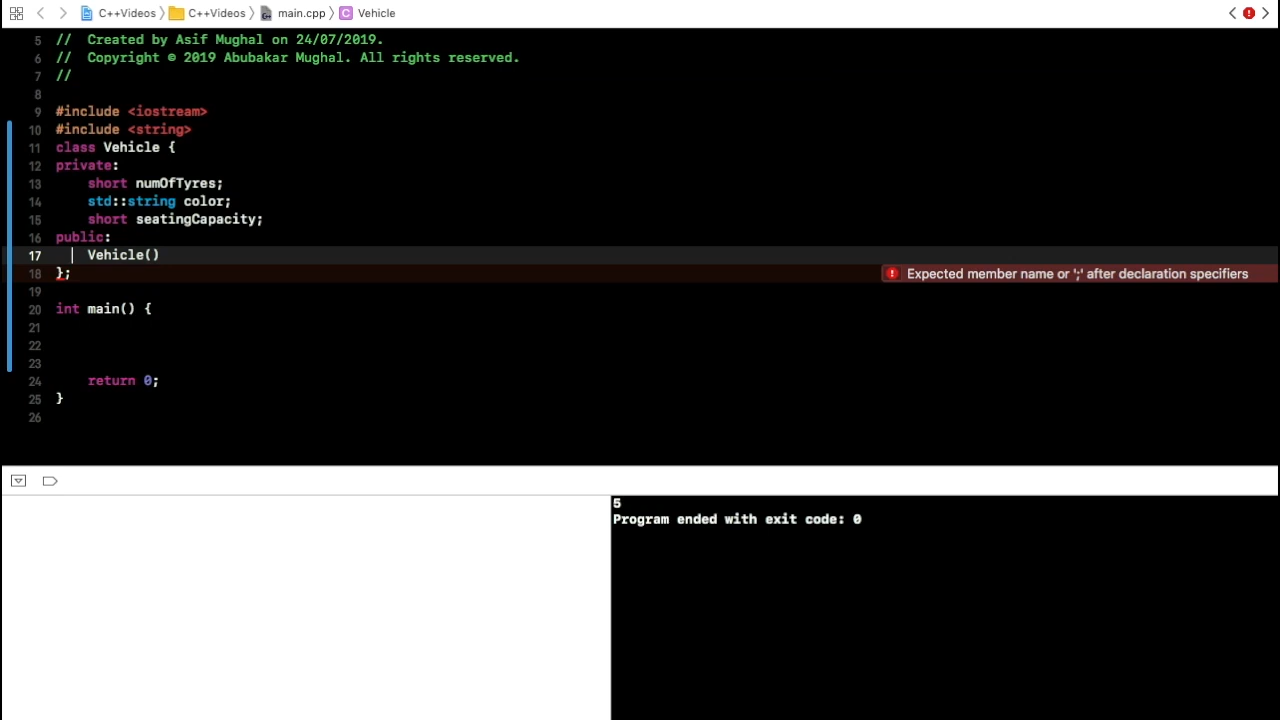 C++Videos C++Videos main.cpp C Vehicle
5 // Created by Asif Mughal on 24/07/2019.
6 // Copyright © 2019 Abubakar Mughal. All rights reserved.
7 //
8
9 #include <iostream>
10 #include <string>
11 class Vehicle {
12 private:
13 short numOfTyres;
14 std::string color;
15 short seatingCapacity;
16 public:
17 Vehicle()
18 }; Expected member name or ';' after declaration specifiers
19
20 int main() {
21
22
23
24 return 0;
25 }
26
5
Program ended with exit code: 0